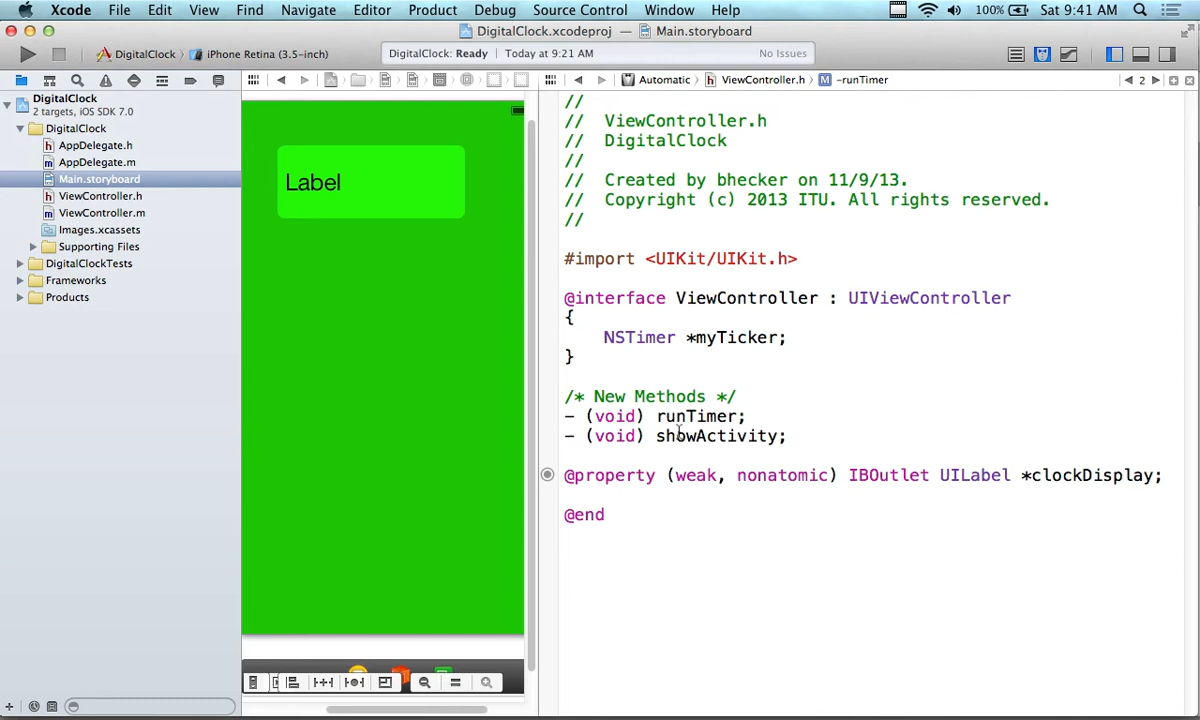 Xcode File Edit View Find Navigate Editor Product Debug Source Control Window Help 100% Sat 9:41 AM
DigitalClock.xcodeproj — Main.storyboard
DigitalClock iPhone Retina (3.5-inch) DigitalClock: Ready Today at 9:21 AM No Issues
Automatic ViewController.h M -runTimer 2
DigitalClock
2 targets, iOS SDK 7.0
DigitalClock
h AppDelegate.h
m AppDelegate.m
Main.storyboard
h ViewController.h
m ViewController.m
Images.xcassets
Supporting Files
DigitalClockTests
Frameworks
Products
Label
//
// ViewController.h
// DigitalClock
//
// Created by bhecker on 11/9/13.
// Copyright (c) 2013 ITU. All rights reserved.
//
#import <UIKit/UIKit.h>
@interface ViewController : UIViewController
{
NSTimer *myTicker;
}
/* New Methods */
- (void) runTimer;
- (void) showActivity;
@property (weak, nonatomic) IBOutlet UILabel *clockDisplay;
@end